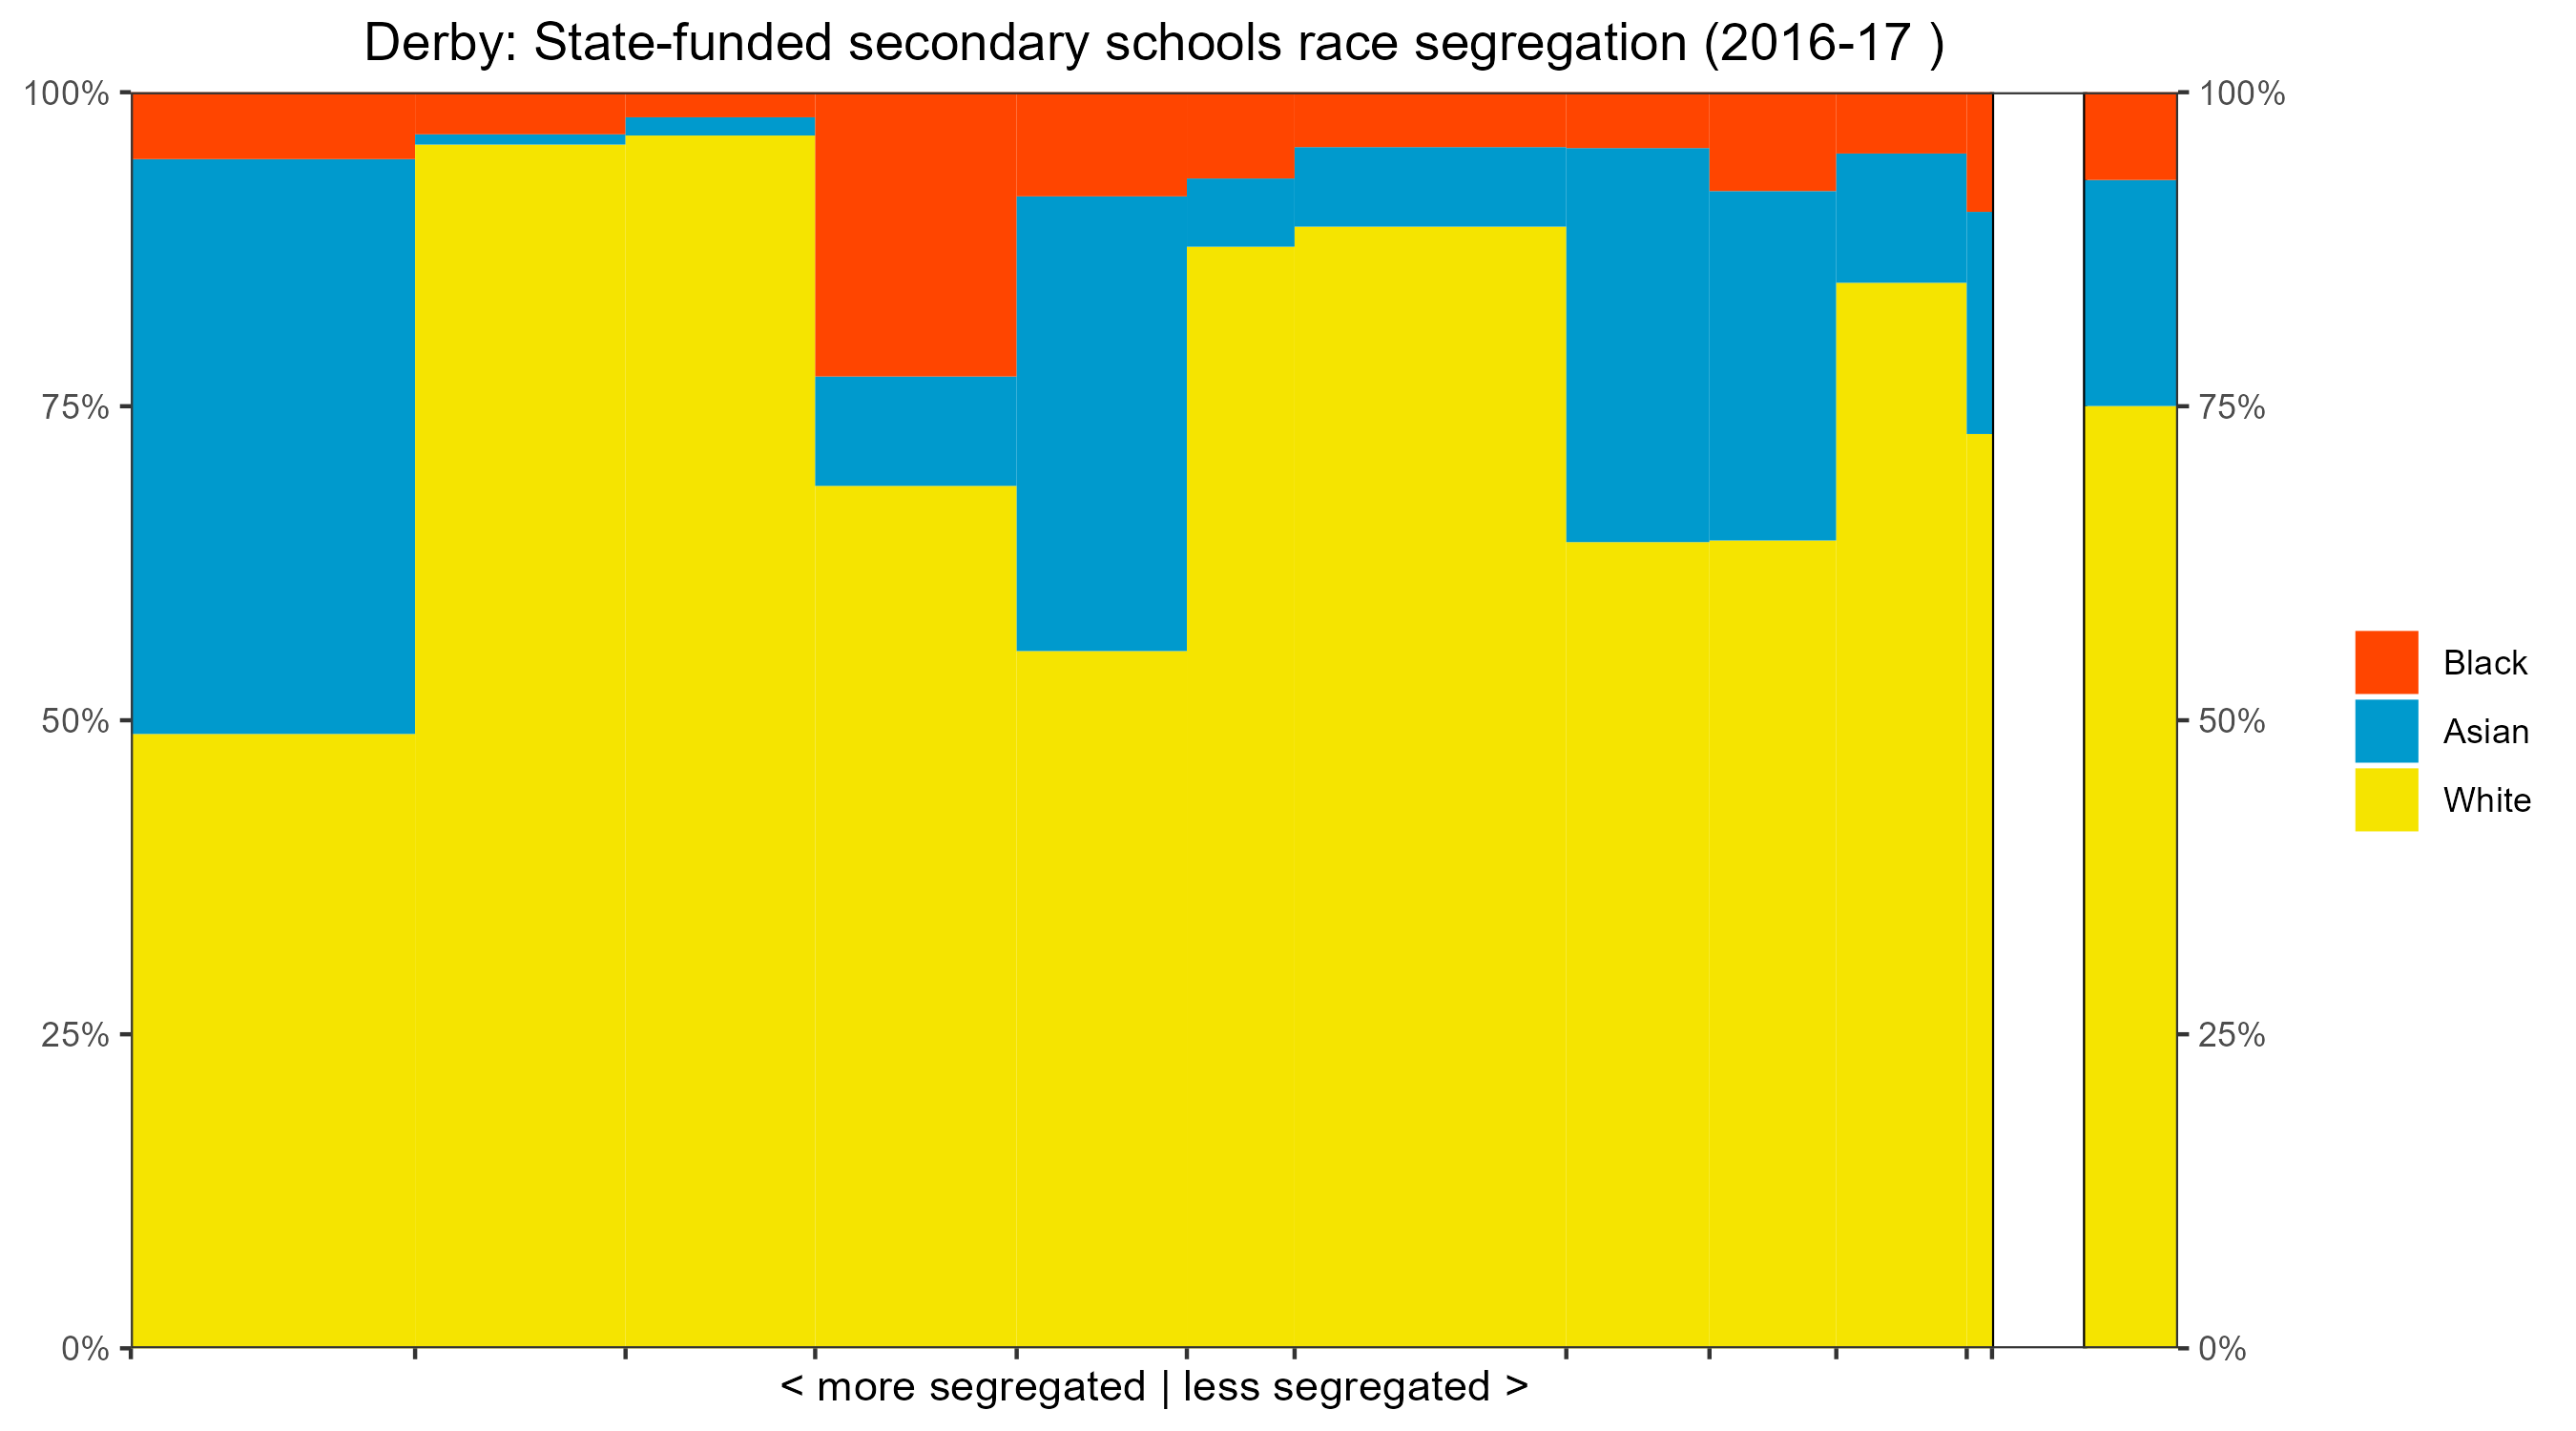 Derby: State-funded secondary schools race segregation (2016-17 )
100%
75%
50%
25%
0%
100%
75%
50%
25%
0%
Black
Asian
White
< more segregated | less segregated >